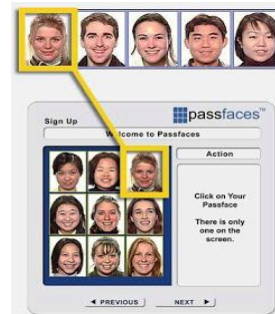 Sign Up
passfaces™
Welcome to Passfaces
Action
Click on Your
Passface
There is only
one on the
screen.
◄ PREVIOUS
NEXT ►